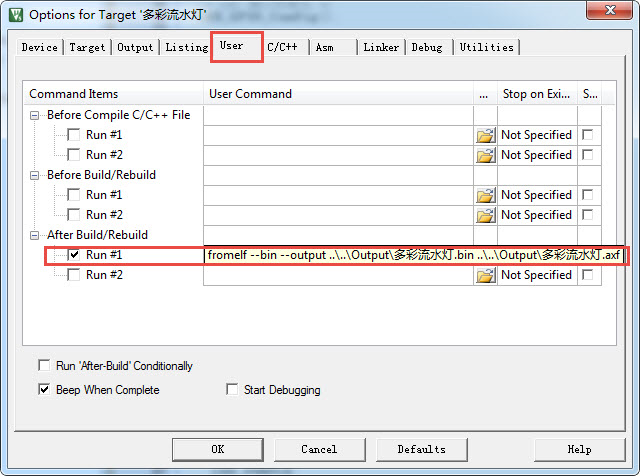 Options for Target '多彩流水灯'
Device Target Output Listing User C/C++ Asm Linker Debug Utilities
Command Items User Command ... Stop on Exi... S...
Before Compile C/C++ File
Run #1 Not Specified
Run #2 Not Specified
Before Build/Rebuild
Run #1 Not Specified
Run #2 Not Specified
After Build/Rebuild
Run #1 fromelf --bin --output ..\..\Output\多彩流水灯.bin ..\..\Output\多彩流水灯.axf
Run #2 Not Specified
Run 'After-Build' Conditionally
Beep When Complete Start Debugging
OK Cancel Defaults Help